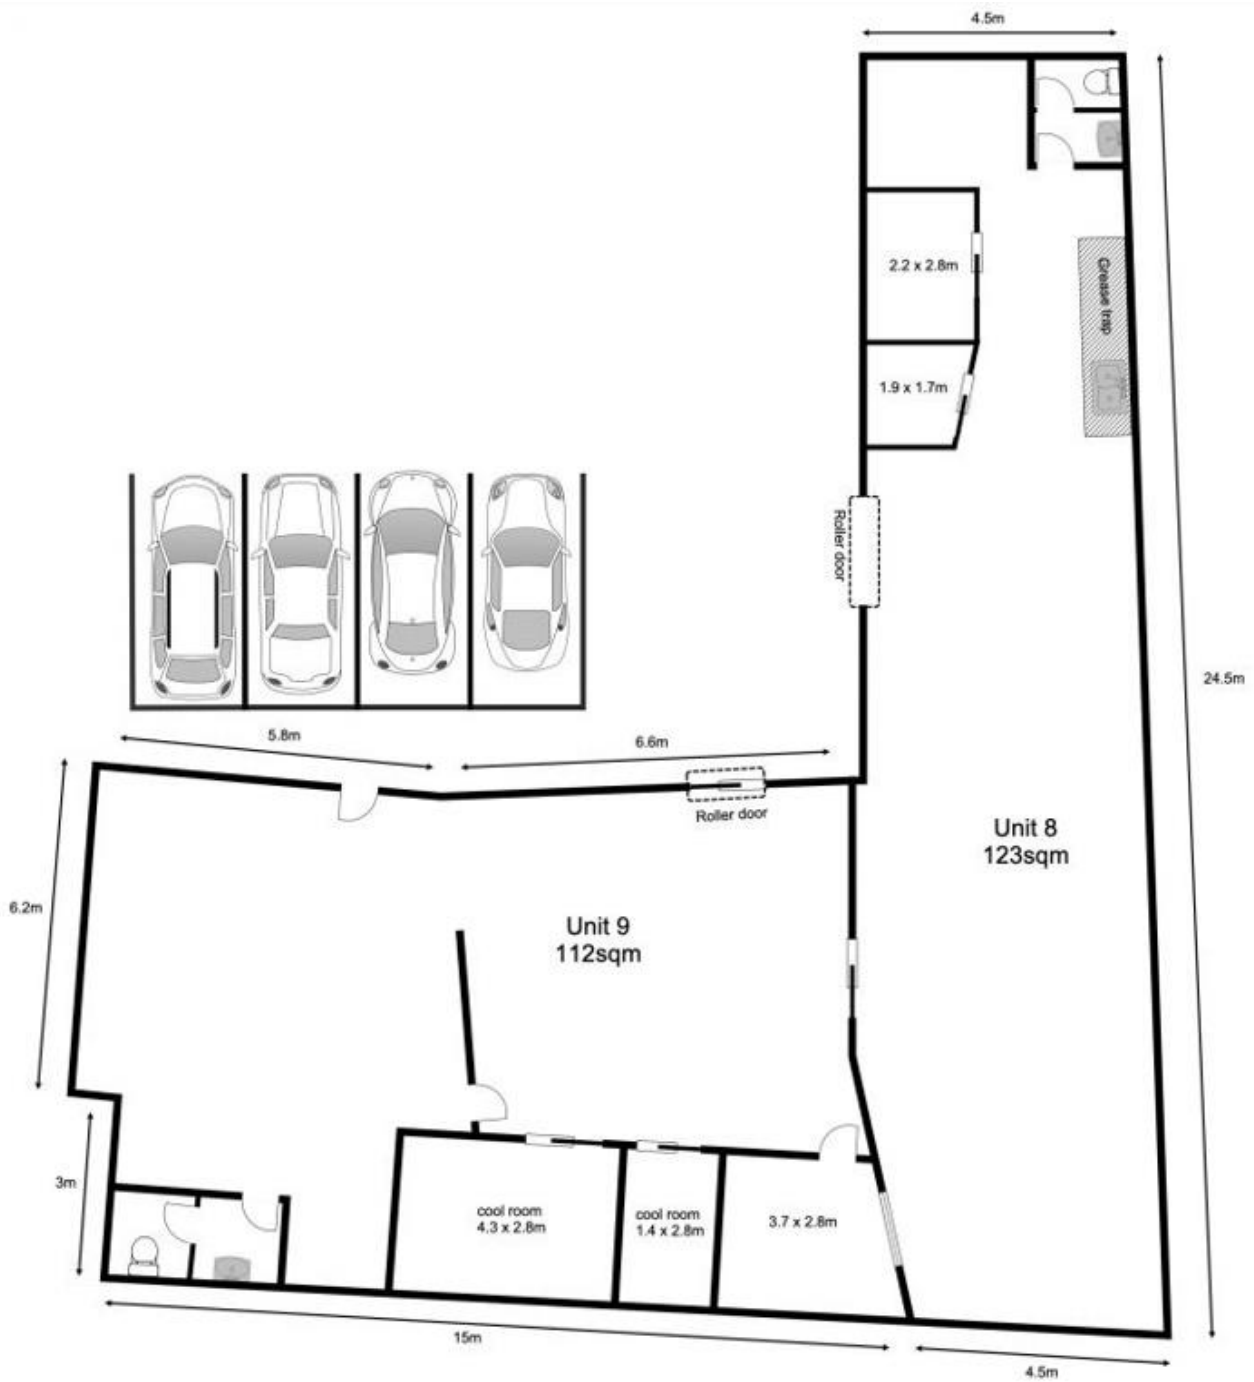 4.5m
2.2 x 2.8m
Grease trap
1.9 x 1.7m
Roller door
24.5m
5.8m
6.6m
Roller door
Unit 8
123sqm
6.2m
Unit 9
112sqm
3m
cool room
4.3 x 2.8m
cool room
1.4 x 2.8m
3.7 x 2.8m
15m
4.5m